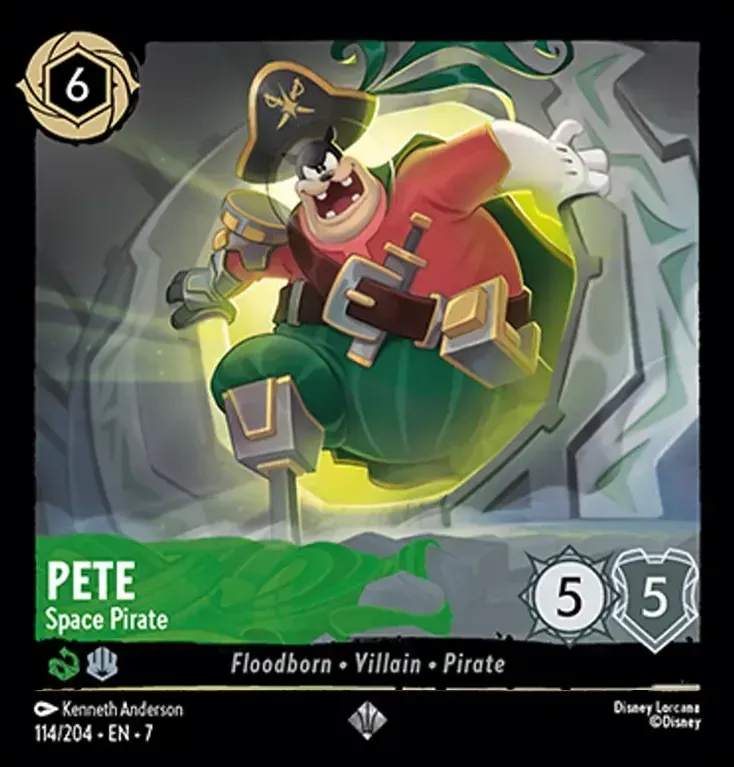 6
PETE
Space Pirate
5
5
Floodborn • Villain • Pirate
Kenneth Anderson
Disney Lorcana
114/204 • EN • 7
©Disney